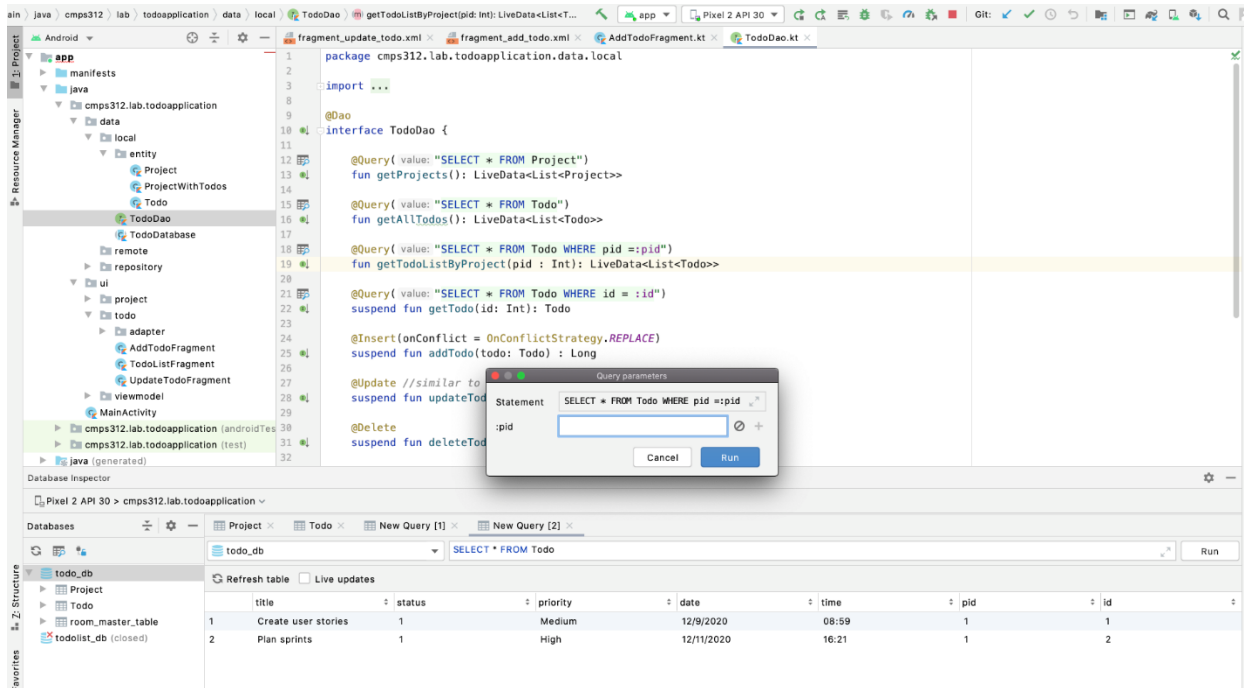 ain ⟩ java ⟩ cmps312 ⟩ lab ⟩ todoapplication ⟩ data ⟩ local ⟩ TodoDao ⟩ getTodoListByProject(pid: Int): LiveData<List<T... app Pixel 2 API 30 Git:
Android
fragment_update_todo.xml fragment_add_todo.xml AddTodoFragment.kt TodoDao.kt
1: Project
Resource Manager
app
manifests
java
cmps312.lab.todoapplication
data
local
entity
Project
ProjectWithTodos
Todo
TodoDao
TodoDatabase
remote
repository
ui
project
todo
adapter
AddTodoFragment
TodoListFragment
UpdateTodoFragment
viewmodel
MainActivity
cmps312.lab.todoapplication (androidTes
cmps312.lab.todoapplication (test)
java (generated)
1 package cmps312.lab.todoapplication.data.local
2
3 import ...
8
9 @Dao
10 interface TodoDao {
11
12 @Query( value: "SELECT * FROM Project")
13 fun getProjects(): LiveData<List<Project>>
14
15 @Query( value: "SELECT * FROM Todo")
16 fun getAllTodos(): LiveData<List<Todo>>
17
18 @Query( value: "SELECT * FROM Todo WHERE pid =:pid")
19 fun getTodoListByProject(pid : Int): LiveData<List<Todo>>
20
21 @Query( value: "SELECT * FROM Todo WHERE id = :id")
22 suspend fun getTodo(id: Int): Todo
23
24 @Insert(onConflict = OnConflictStrategy.REPLACE)
25 suspend fun addTodo(todo: Todo) : Long
26
27 @Update //similar to
28 suspend fun updateTod
29
30 @Delete
31 suspend fun deleteTod
32
Query parameters
Statement SELECT * FROM Todo WHERE pid =:pid
:pid
Cancel Run
Database Inspector
Pixel 2 API 30 > cmps312.lab.todoapplication
Databases
Project Todo New Query [1] New Query [2]
todo_db SELECT * FROM Todo Run
Z: Structure
Favorites
todo_db
Project
Todo
room_master_table
todolist_db (closed)
Refresh table Live updates
title status priority date time pid id
1 Create user stories 1 Medium 12/9/2020 08:59 1 1
2 Plan sprints 1 High 12/11/2020 16:21 1 2